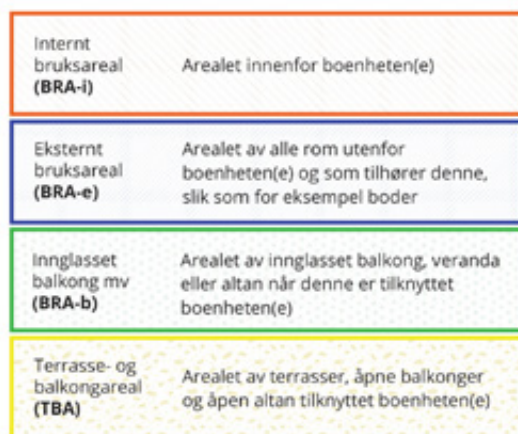 Internt
bruksareal
(BRA-i)
Arealet innenfor boenheten(e)
Eksternt
bruksareal
(BRA-e)
Arealet av alle rom utenfor
boenheten(e) og som tilhører denne,
slik som for eksempel boder
Innglasset
balkong mv
(BRA-b)
Arealet av innglasset balkong, veranda
eller altan når denne er tilknyttet
boenheten(e)
Terrasse- og
balkongareal
(TBA)
Arealet av terrasser, åpne balkonger
og åpen altan tilknyttet boenheten(e)